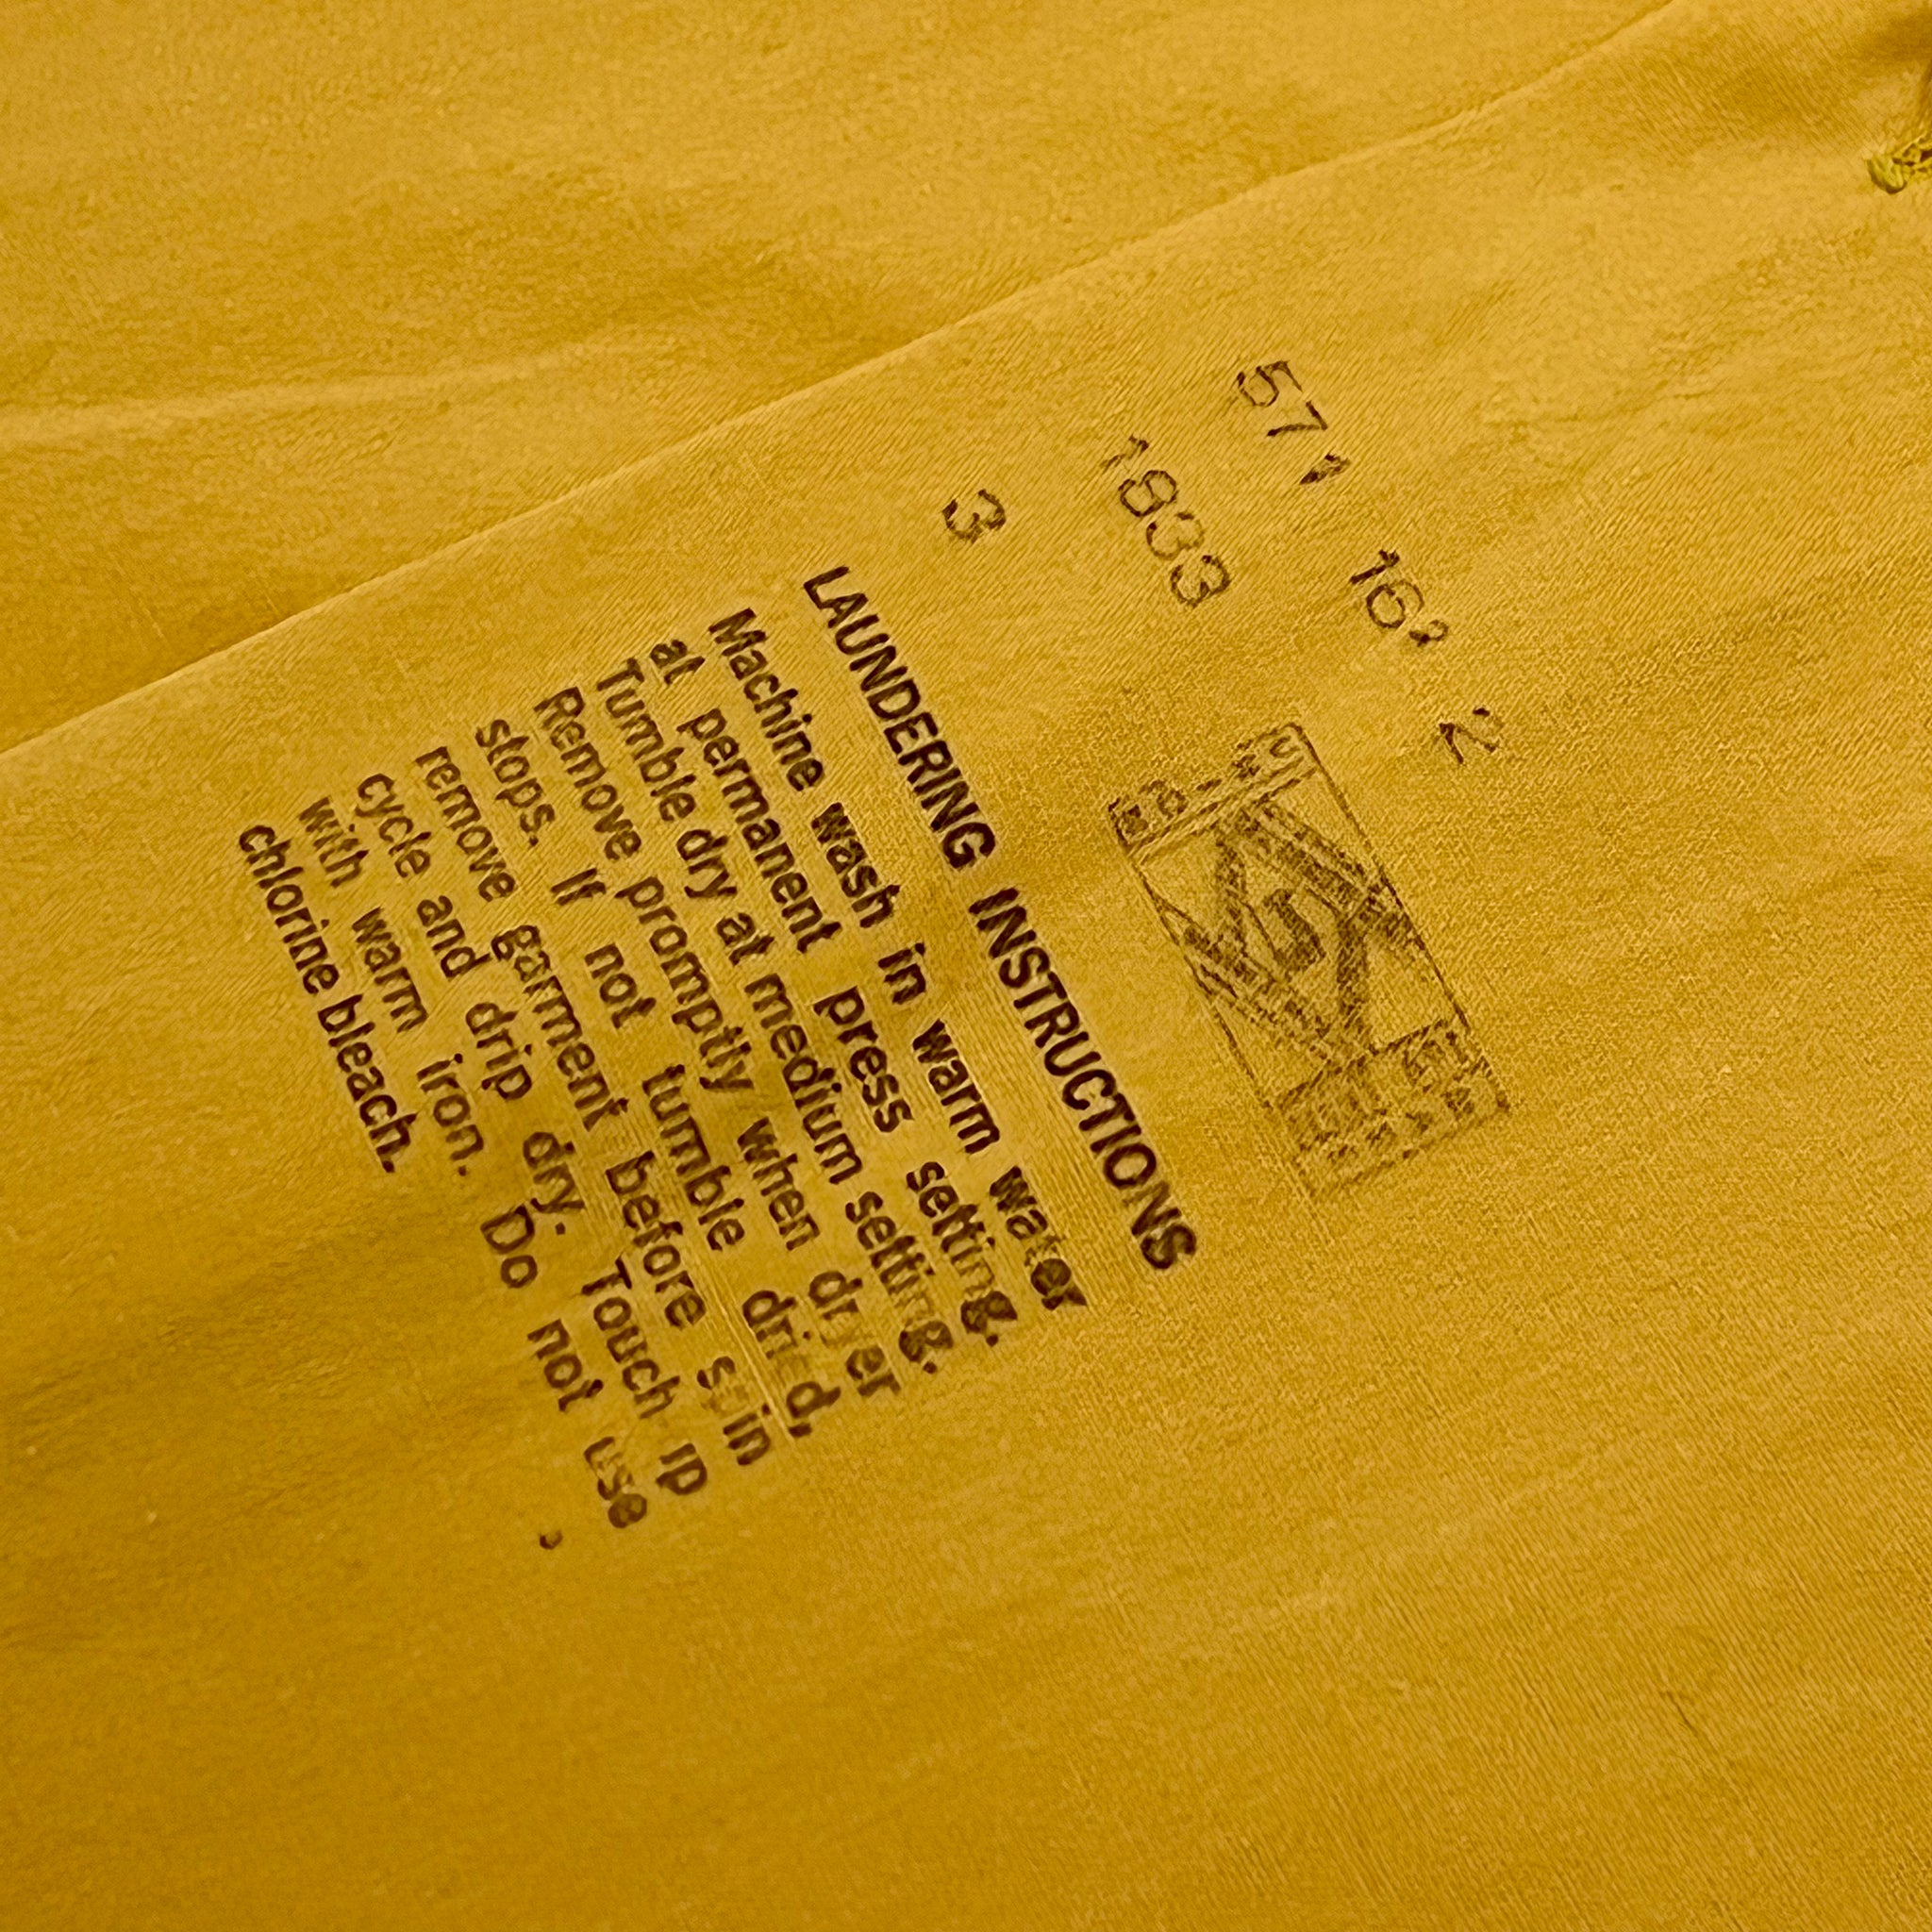 571 16² 2
1833
3
LAUNDERING INSTRUCTIONS
Machine wash in warm water
at permanent press setting.
Tumble dry at medium setting.
Remove promptly when dryer
stops. If not tumble dried,
remove garment before spin
cycle and drip dry. Touch up
with warm iron. Do not use
chlorine bleach.